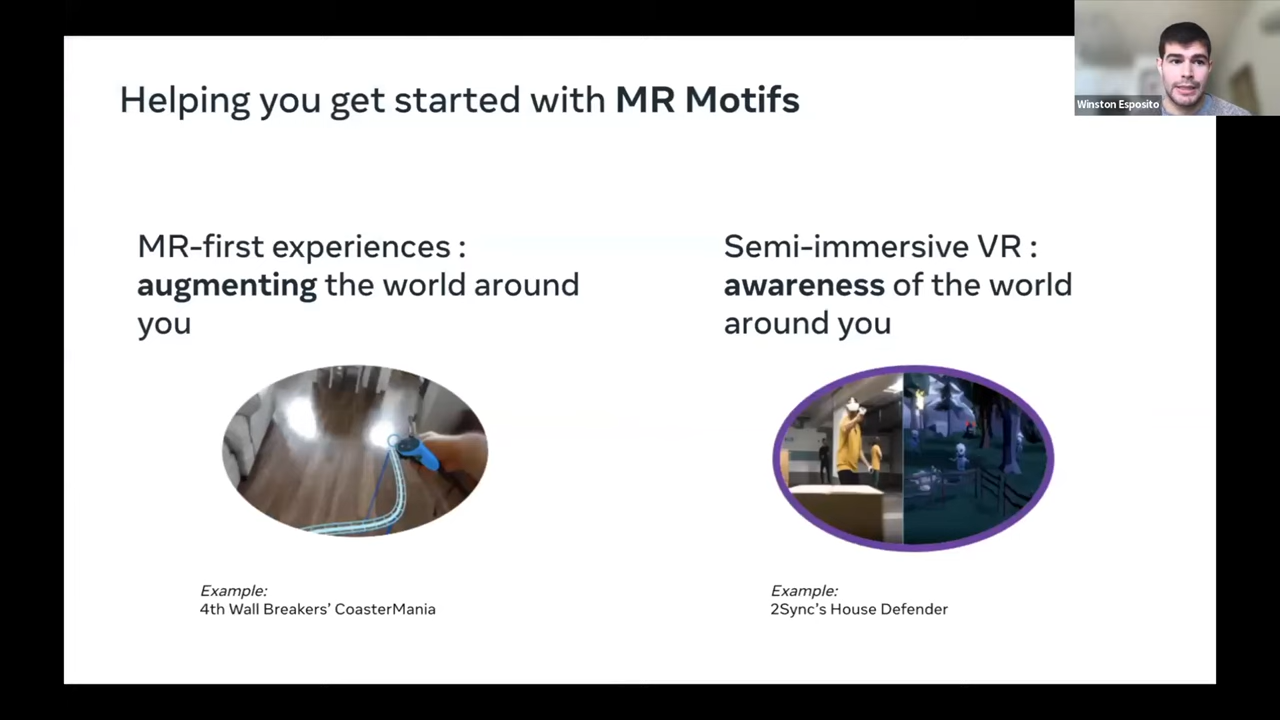 Helping you get started with MR Motifs
Winston Esposito
MR-first experiences :
augmenting the world around
you
Semi-immersive VR :
awareness of the world
around you
Example:
4th Wall Breakers’ CoasterMania
Example:
2Sync’s House Defender